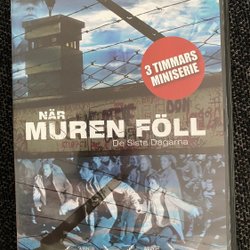 3 TIMMARS
MINISERIE
NÄR
MUREN FÖLL
De Sista Dagarna